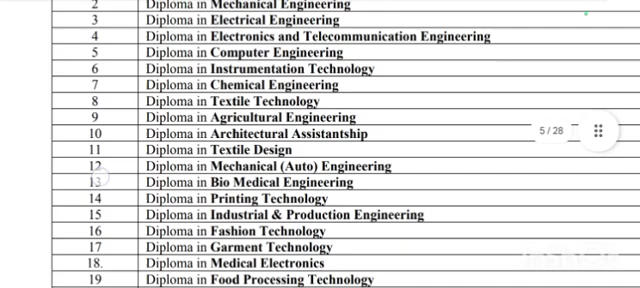 2 Diploma in Mechanical Engineering
3 Diploma in Electrical Engineering
4 Diploma in Electronics and Telecommunication Engineering
5 Diploma in Computer Engineering
6 Diploma in Instrumentation Technology
7 Diploma in Chemical Engineering
8 Diploma in Textile Technology
9 Diploma in Agricultural Engineering
10 Diploma in Architectural Assistantship
5 / 28
11 Diploma in Textile Design
12 Diploma in Mechanical (Auto) Engineering
13 Diploma in Bio Medical Engineering
14 Diploma in Printing Technology
15 Diploma in Industrial & Production Engineering
16 Diploma in Fashion Technology
17 Diploma in Garment Technology
18. Diploma in Medical Electronics
19 Diploma in Food Processing Technology